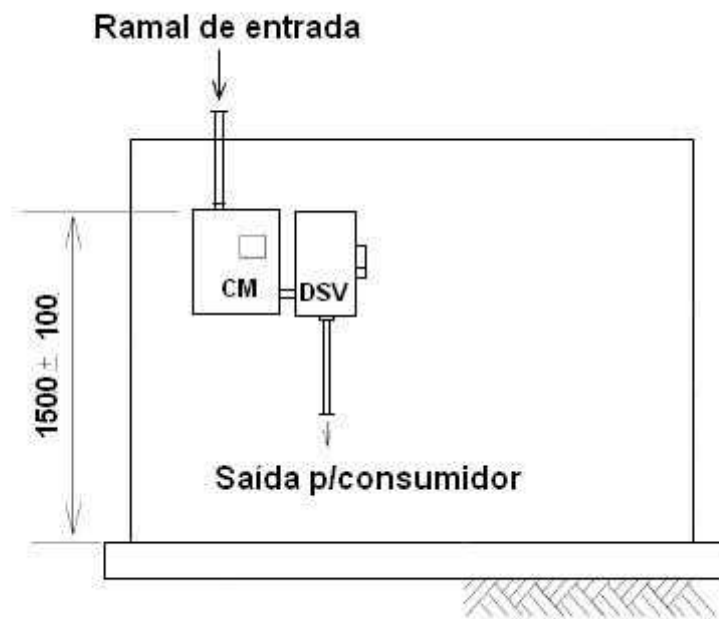 Ramal de entrada
CM
DSV
1500 ± 100
Saída p/consumidor